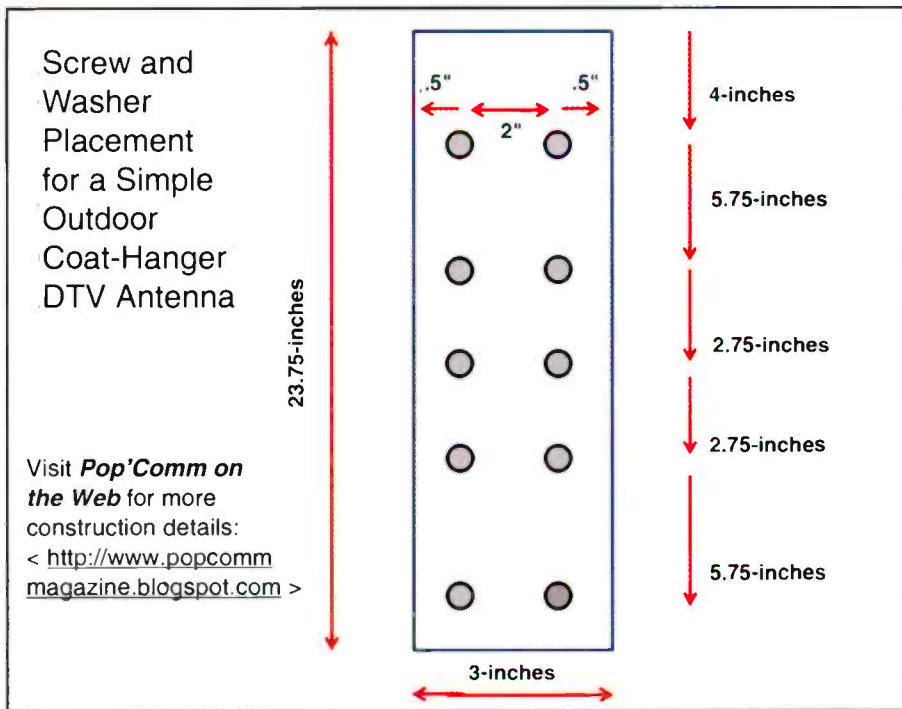 Screw and
Washer
Placement
for a Simple
Outdoor
Coat-Hanger
DTV Antenna
Visit Pop'Comm on
the Web for more
construction details:
< http://www.popcomm
magazine.blogspot.com >
23.75-inches
.5"
.5"
2"
3-inches
4-inches
5.75-inches
2.75-inches
2.75-inches
5.75-inches